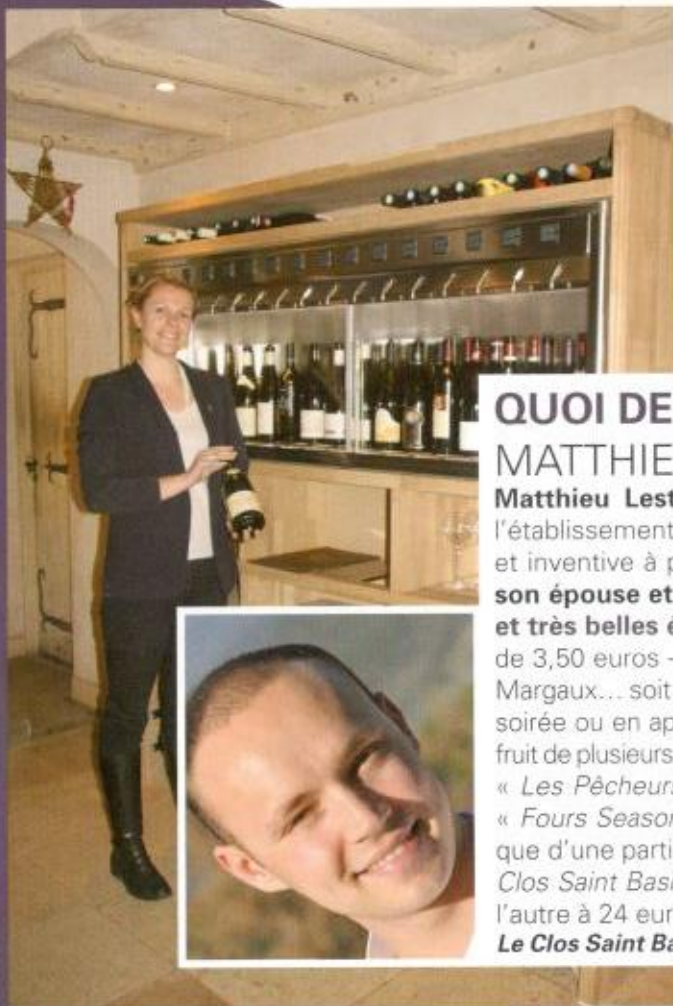 QUOI DE
MATTHIE
Matthieu Lest
l'établissement
et inventive à p
son épouse et
et très belles é
de 3,50 euros -
Margaux... soit
soirée ou en ap
fruit de plusieurs
« Les Pêcheur
« Fours Season
que d'une parti
Clos Saint Basi
l'autre à 24 eur
Le Clos Saint Ba